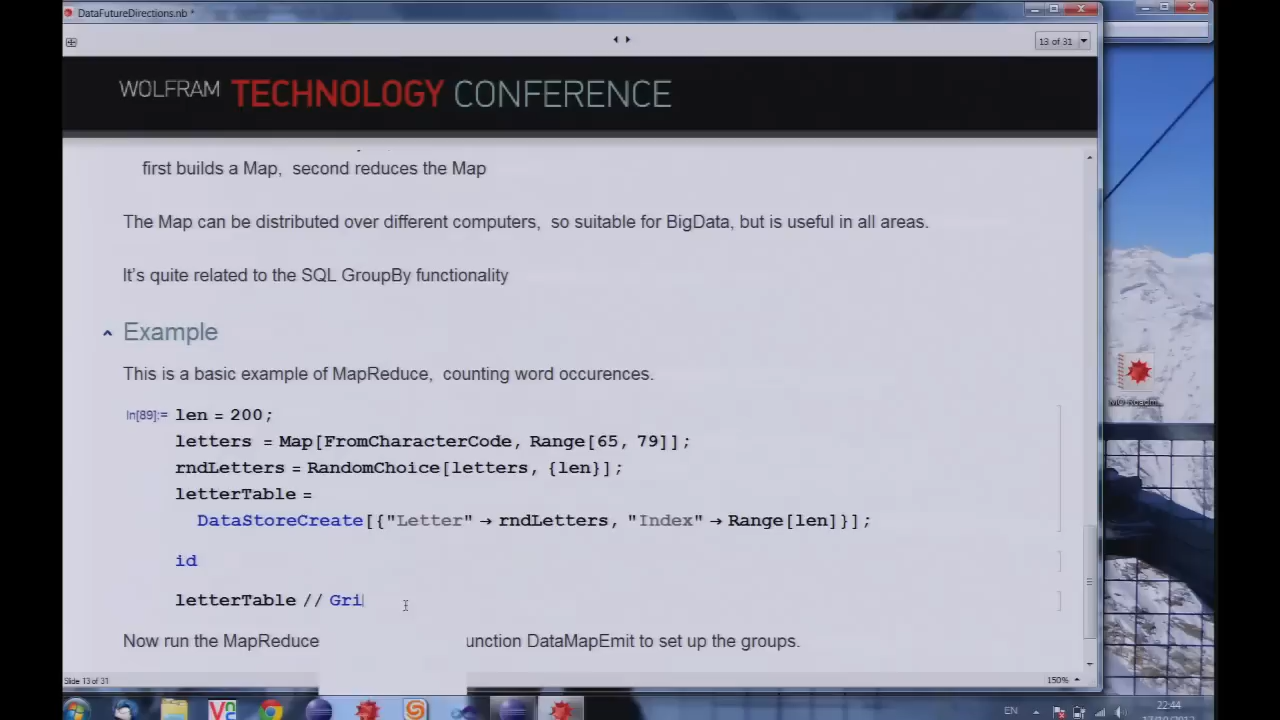 DataFutureDirections.nb *
13 of 31
WOLFRAM TECHNOLOGY CONFERENCE
first builds a Map, second reduces the Map
The Map can be distributed over different computers, so suitable for BigData, but is useful in all areas.
It's quite related to the SQL GroupBy functionality
Example
This is a basic example of MapReduce, counting word occurences.
In[89]:= len = 200;
letters = Map[FromCharacterCode, Range[65, 79]];
rndLetters = RandomChoice[letters, {len}];
letterTable =
DataStoreCreate[{"Letter" → rndLetters, "Index" → Range[len]}];
id
letterTable // Gri
Now run the MapReduce unction DataMapEmit to set up the groups.
Slide 13 of 31
150%
EN
22:44